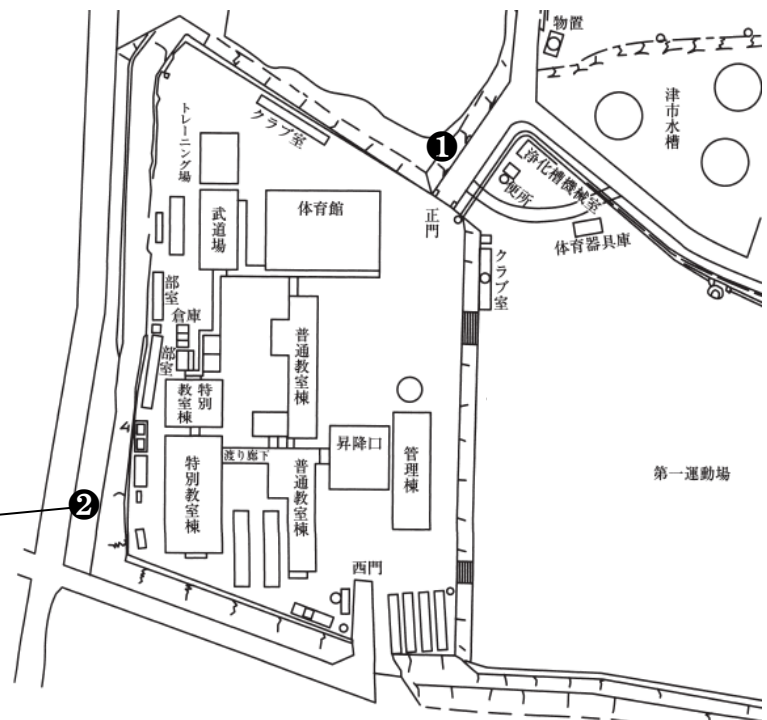 物置
津市水槽
❶
クラブ室
トレーニング場
浄化槽機械室
便所
正門
体育館
武道場
体育器具庫
クラブ室
部室
倉庫
普通教室棟
部室
特別教室棟
昇降口
管理棟
渡り廊下
特別教室棟
普通教室棟
第一運動場
❷
西門